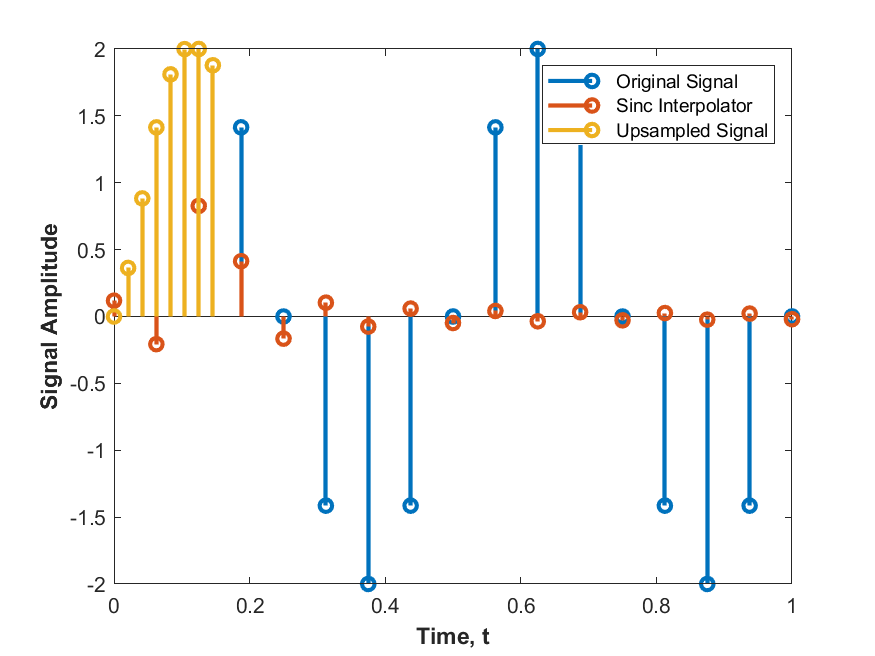 2
1.5
1
0.5
0
-0.5
-1
-1.5
-2
Signal Amplitude
Original Signal
Sinc Interpolator
Upsampled Signal
0 0.2 0.4 0.6 0.8 1
Time, t